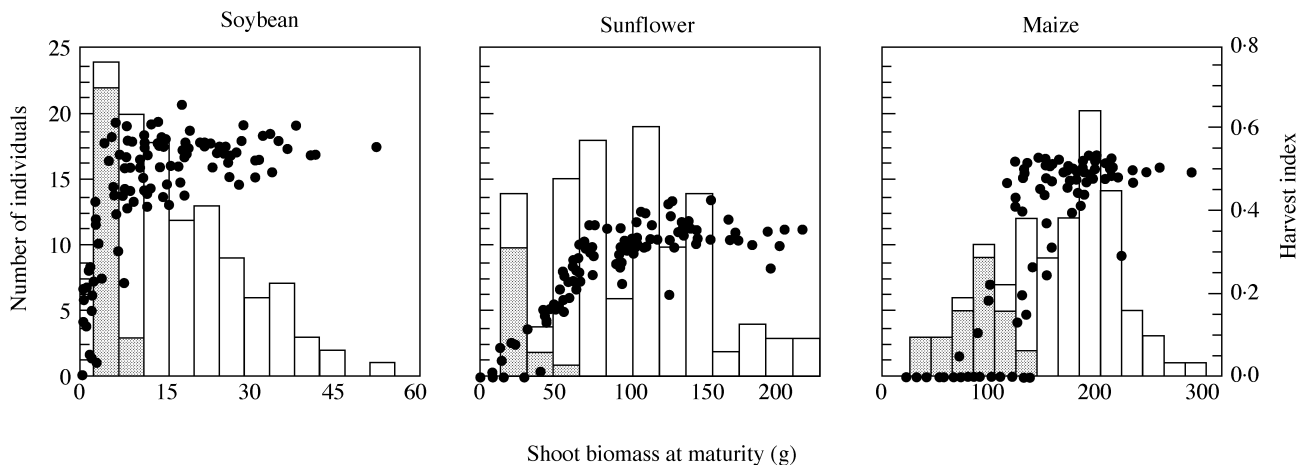 Soybean
Sunflower
Maize
25
20
15
10
5
0
Number of individuals
0 15 30 45 60
0 50 100 150 200
0 100 200 300
0·8
0·6
0·4
0·2
0·0
Harvest index
Shoot biomass at maturity (g)